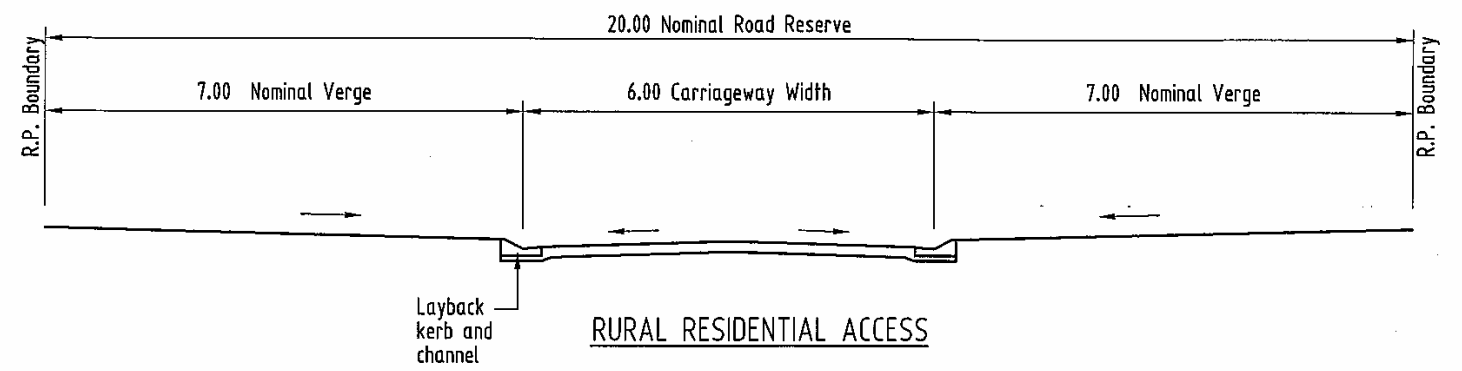 20.00 Nominal Road Reserve
R.P. Boundary
7.00 Nominal Verge
6.00 Carriageway Width
7.00 Nominal Verge
R.P. Boundary
Layback
kerb and
channel
RURAL RESIDENTIAL ACCESS